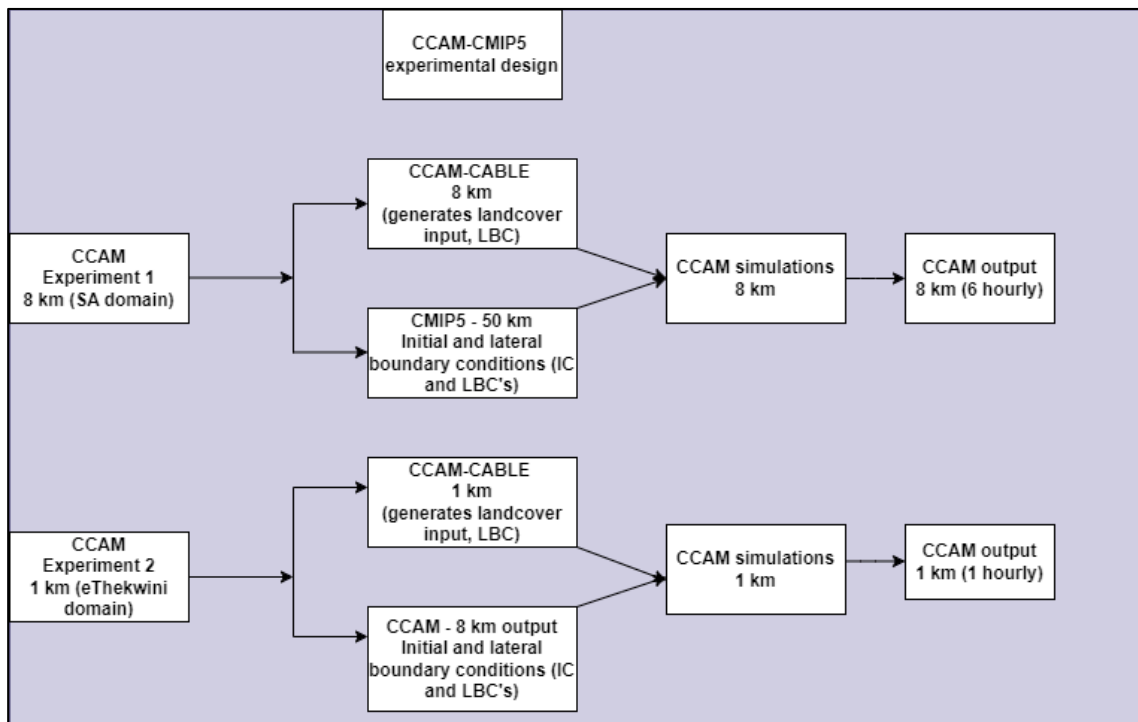 CCAM-CMIP5
experimental design
CCAM
Experiment 1
8 km (SA domain)
CCAM-CABLE
8 km
(generates landcover
input, LBC)
CMIP5 - 50 km
Initial and lateral
boundary conditions (IC
and LBC's)
CCAM simulations
8 km
CCAM output
8 km (6 hourly)
CCAM
Experiment 2
1 km (eThekwini
domain)
CCAM-CABLE
1 km
(generates landcover
input, LBC)
CCAM - 8 km output
Initial and lateral
boundary conditions (IC
and LBC's)
CCAM simulations
1 km
CCAM output
1 km (1 hourly)